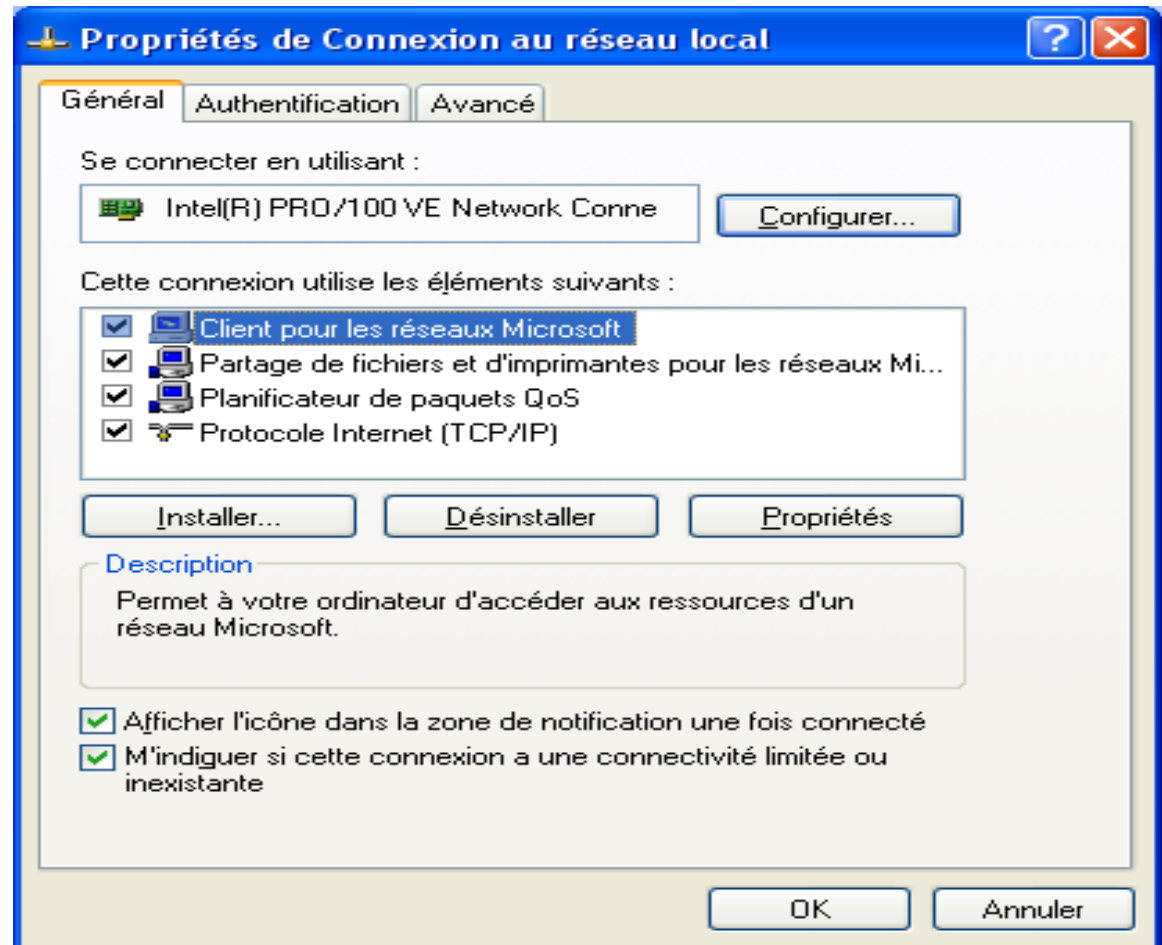 Propriétés de Connexion au réseau local
Général
Authentification
Avancé
Se connecter en utilisant :
Intel(R) PRO/100 VE Network Conne
Configurer...
Cette connexion utilise les éléments suivants :
Client pour les réseaux Microsoft
Partage de fichiers et d'imprimantes pour les réseaux Mi...
Planificateur de paquets QoS
Protocole Internet (TCP/IP)
Installer...
Désinstaller
Propriétés
Description
Permet à votre ordinateur d'accéder aux ressources d'un
réseau Microsoft.
Afficher l'icône dans la zone de notification une fois connecté
M'indiquer si cette connexion a une connectivité limitée ou
inexistante
OK
Annuler